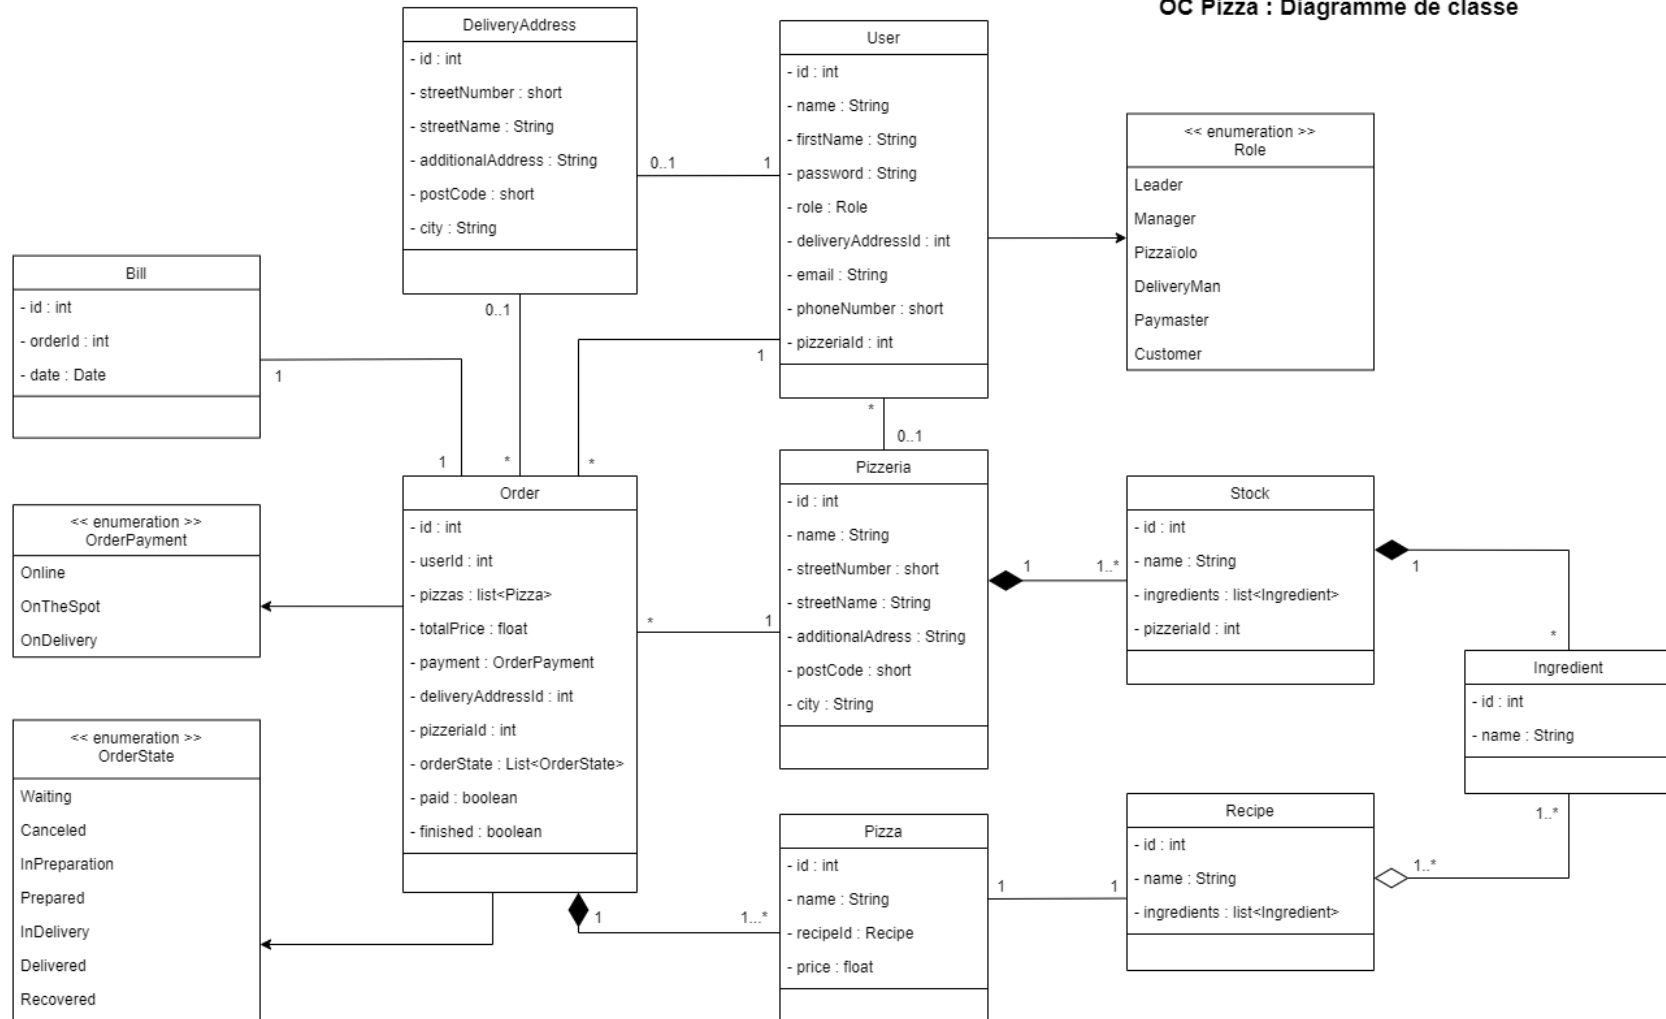 OC Pizza : Diagramme de classe
DeliveryAddress
- id : int
- streetNumber : short
- streetName : String
- additionalAddress : String
- postCode : short
- city : String
0..1
1
User
- id : int
- name : String
- firstName : String
- password : String
- role : Role
- deliveryAddressId : int
- email : String
- phoneNumber : short
- pizzeriaId : int
<< enumeration >>
Role
Leader
Manager
Pizzaïolo
DeliveryMan
Paymaster
Customer
Bill
- id : int
- orderId : int
- date : Date
1
1
0..1
*
1
*
*
0..1
<< enumeration >>
OrderPayment
Online
OnTheSpot
OnDelivery
Order
- id : int
- userId : int
- pizzas : list<Pizza>
- totalPrice : float
- payment : OrderPayment
- deliveryAddressId : int
- pizzeriaId : int
- orderState : List<OrderState>
- paid : boolean
- finished : boolean
*
1
Pizzeria
- id : int
- name : String
- streetNumber : short
- streetName : String
- additionalAdress : String
- postCode : short
- city : String
1
1..*
Stock
- id : int
- name : String
- ingredients : list<Ingredient>
- pizzeriaId : int
1
*
Ingredient
- id : int
- name : String
1..*
<< enumeration >>
OrderState
Waiting
Canceled
InPreparation
Prepared
InDelivery
Delivered
Recovered
1
1...*
Pizza
- id : int
- name : String
- recipeId : Recipe
- price : float
1
1
Recipe
- id : int
- name : String
- ingredients : list<Ingredient>
1..*